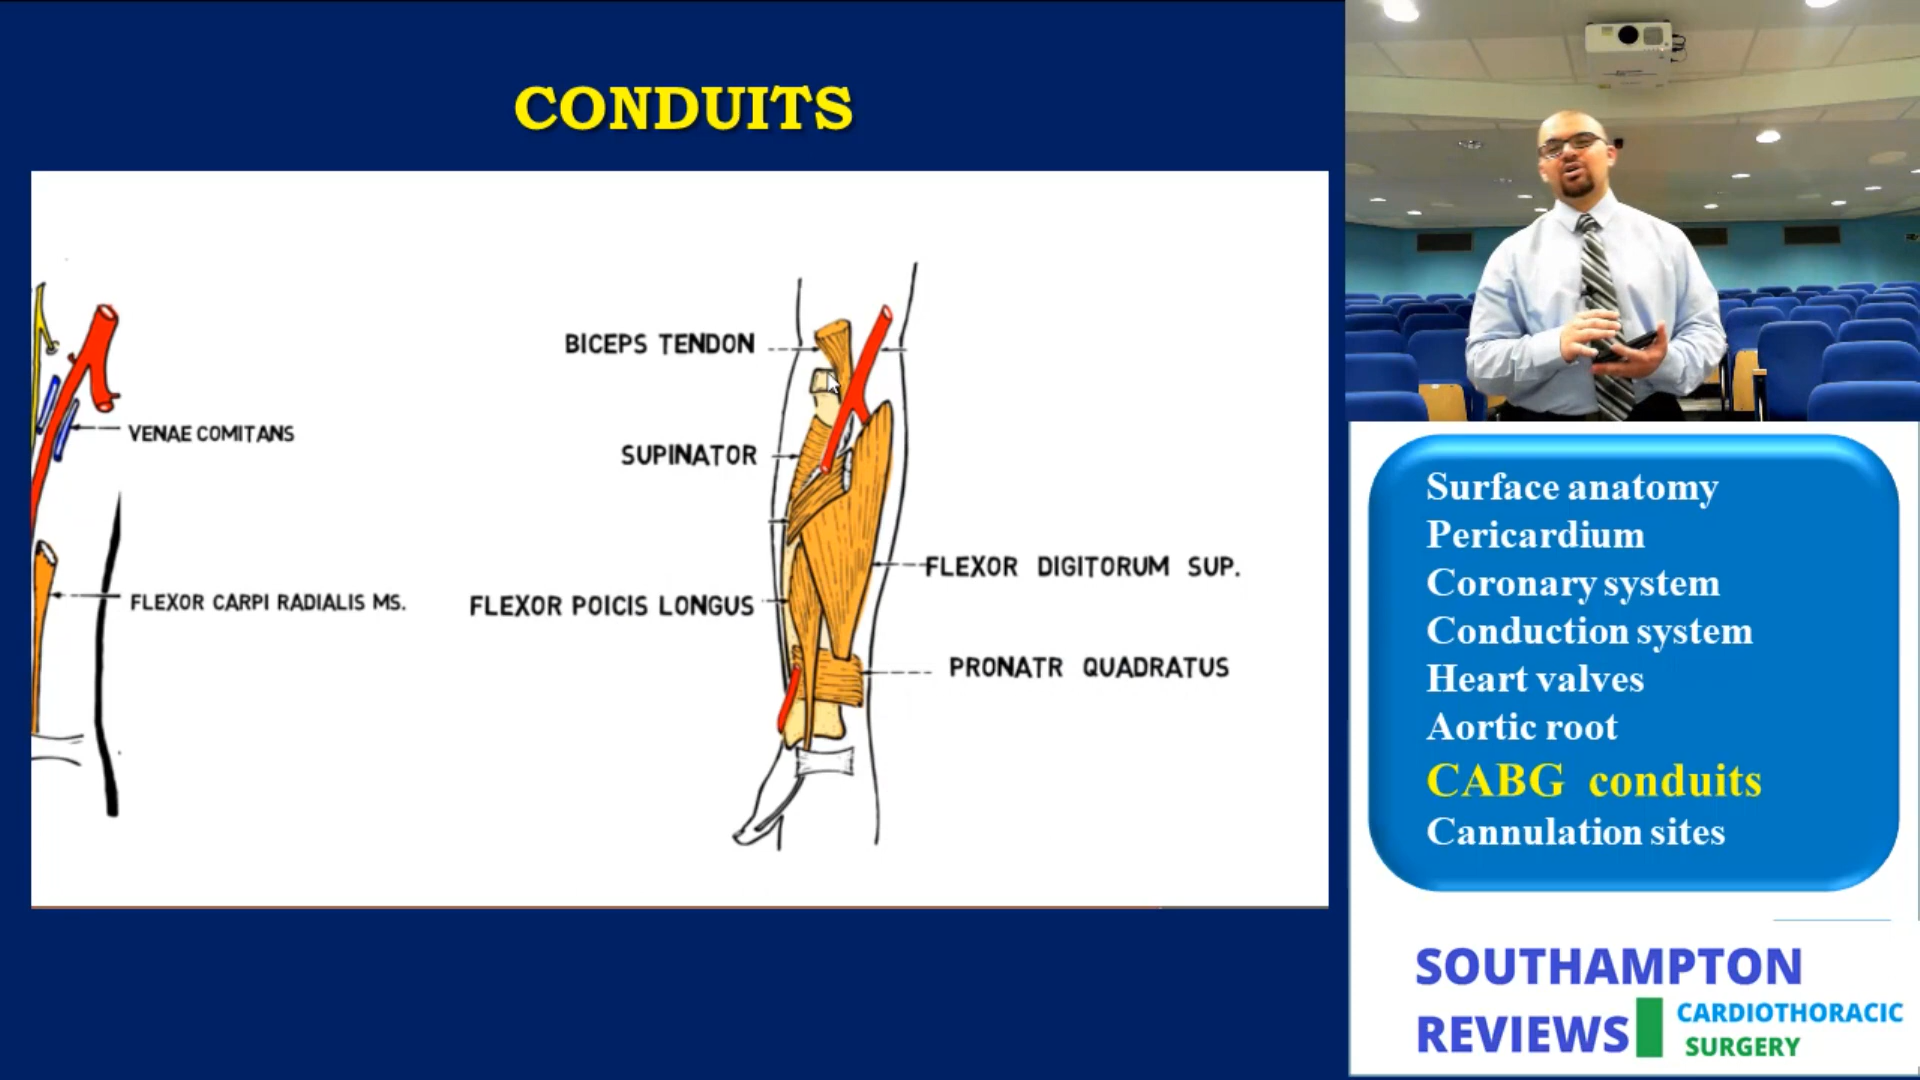 CONDUITS
BICEPS TENDON
VENAE COMITANS
SUPINATOR
FLEXOR DIGITORUM SUP.
FLEXOR CARPI RADIALIS MS.
FLEXOR POICIS LONGUS
PRONATR QUADRATUS
Surface anatomy
Pericardium
Coronary system
Conduction system
Heart valves
Aortic root
CABG conduits
Cannulation sites
SOUTHAMPTON
REVIEWS
CARDIOTHORACIC
SURGERY